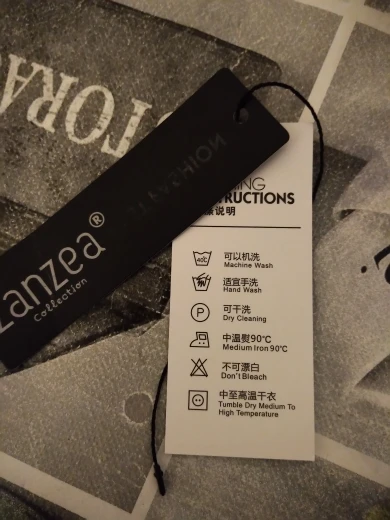 STORA
zanzea®
Collection
ING
RUCTIONS
说明
40℃
可以机洗
Machine Wash
适宜手洗
Hand Wash
P
可干洗
Dry Cleaning
中温熨90℃
Medium Iron 90℃
不可漂白
Don't Bleach
中至高温干衣
Tumble Dry Medium To
High Temperature